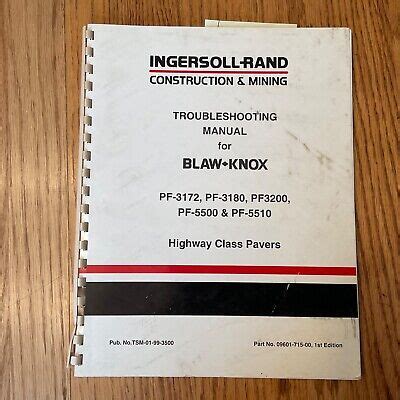 INGERSOLL-RAND
CONSTRUCTION & MINING
TROUBLESHOOTING
MANUAL
for
BLAW-KNOX
PF-3172, PF-3180, PF3200,
PF-5500 & PF-5510
Highway Class Pavers
Pub. No.TSM-01-99-3500
Part No. 09601-715-00, 1st Edition